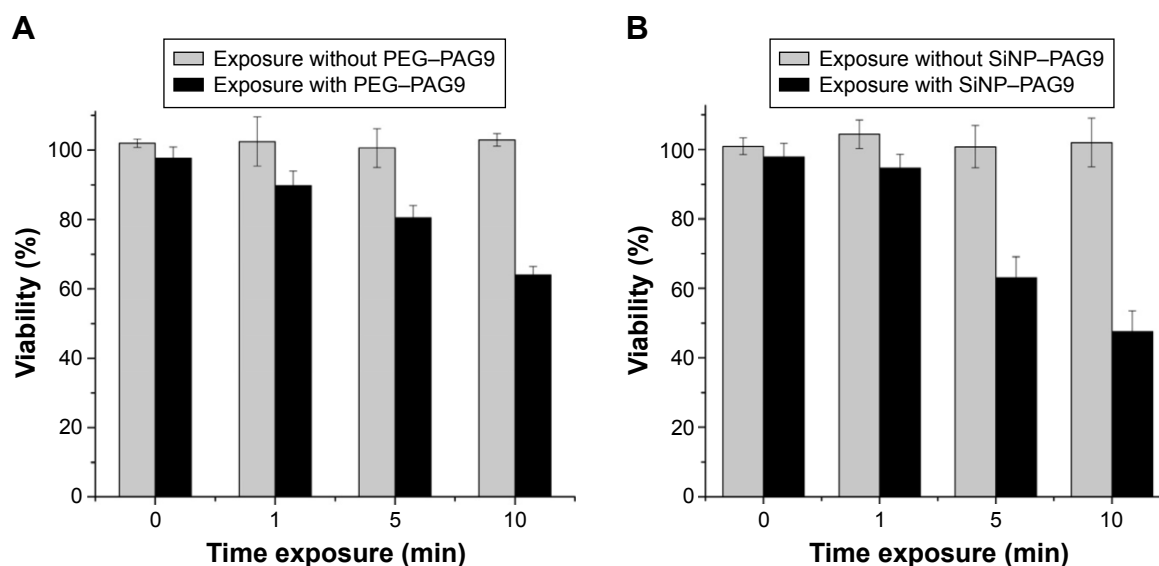 A
Exposure without PEG–PAG9
Exposure with PEG–PAG9
Viability (%)
100
80
60
40
20
0
0 1 5 10
Time exposure (min)
B
Exposure without SiNP–PAG9
Exposure with SiNP–PAG9
Viability (%)
100
80
60
40
20
0
0 1 5 10
Time exposure (min)